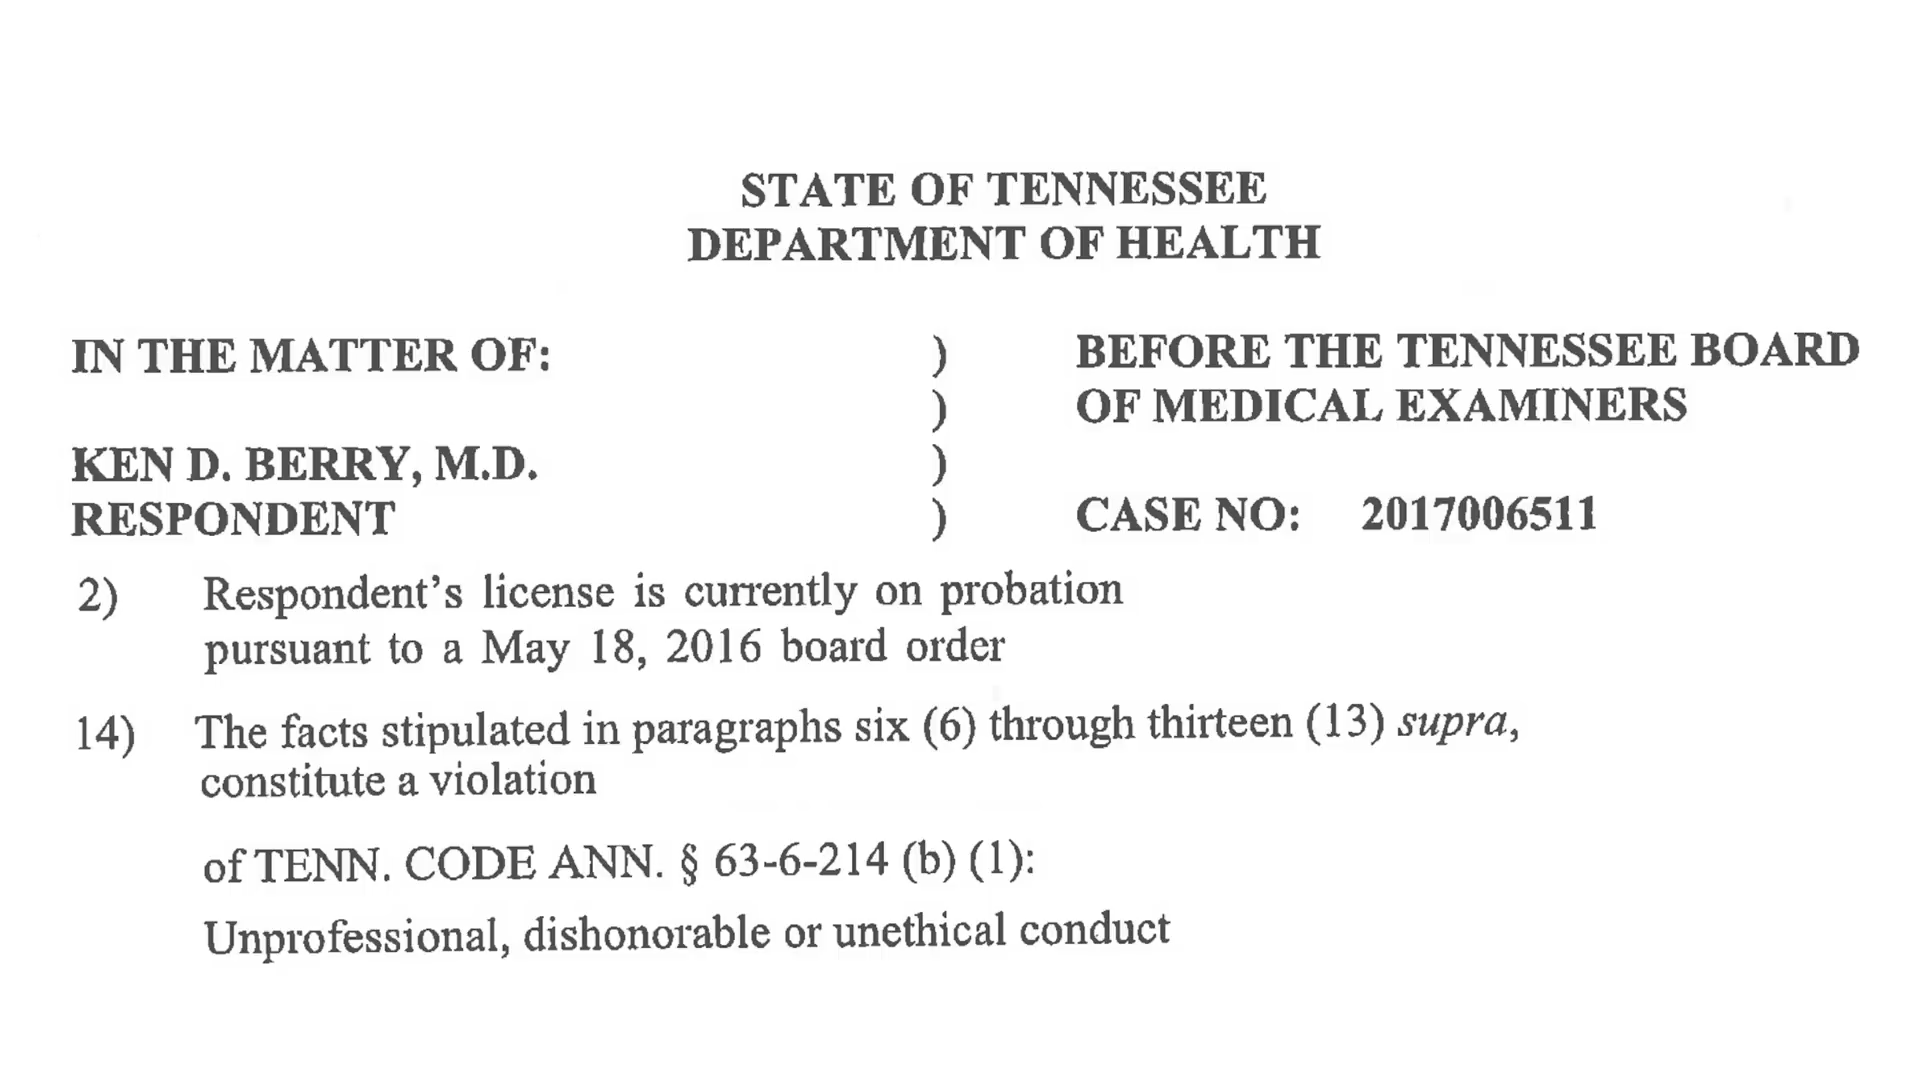 STATE OF TENNESSEE
DEPARTMENT OF HEALTH
IN THE MATTER OF: ) BEFORE THE TENNESSEE BOARD
) OF MEDICAL EXAMINERS
KEN D. BERRY, M.D. )
RESPONDENT ) CASE NO: 2017006511
2) Respondent's license is currently on probation
pursuant to a May 18, 2016 board order
14) The facts stipulated in paragraphs six (6) through thirteen (13) supra,
constitute a violation
of TENN. CODE ANN. § 63-6-214 (b) (1):
Unprofessional, dishonorable or unethical conduct